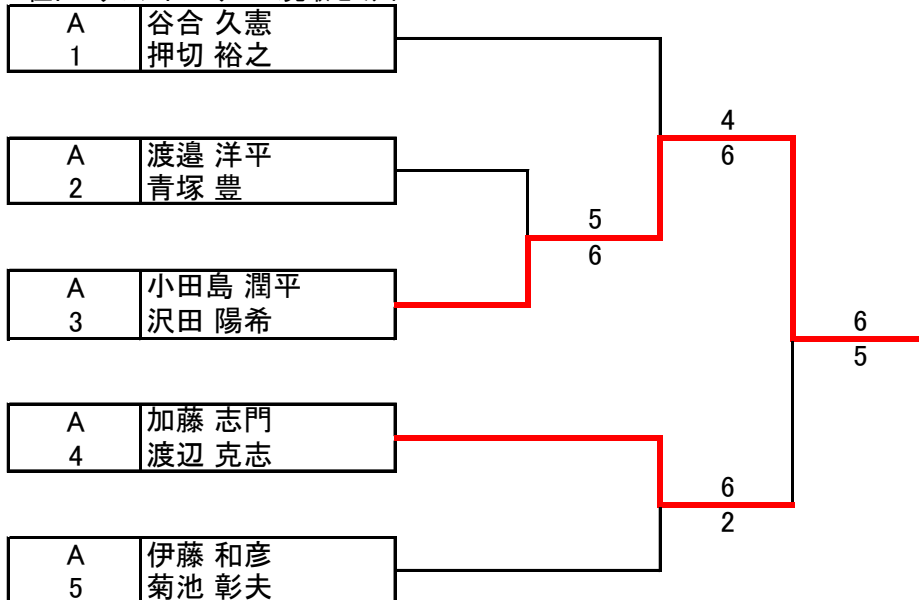 A 谷合 久憲
1 押切 裕之
4
A 渡邉 洋平
6
2 青塚 豊
5
6
A 小田島 潤平
3 沢田 陽希
6
5
A 加藤 志門
4 渡辺 克志
6
2
A 伊藤 和彦
5 菊池 彰夫